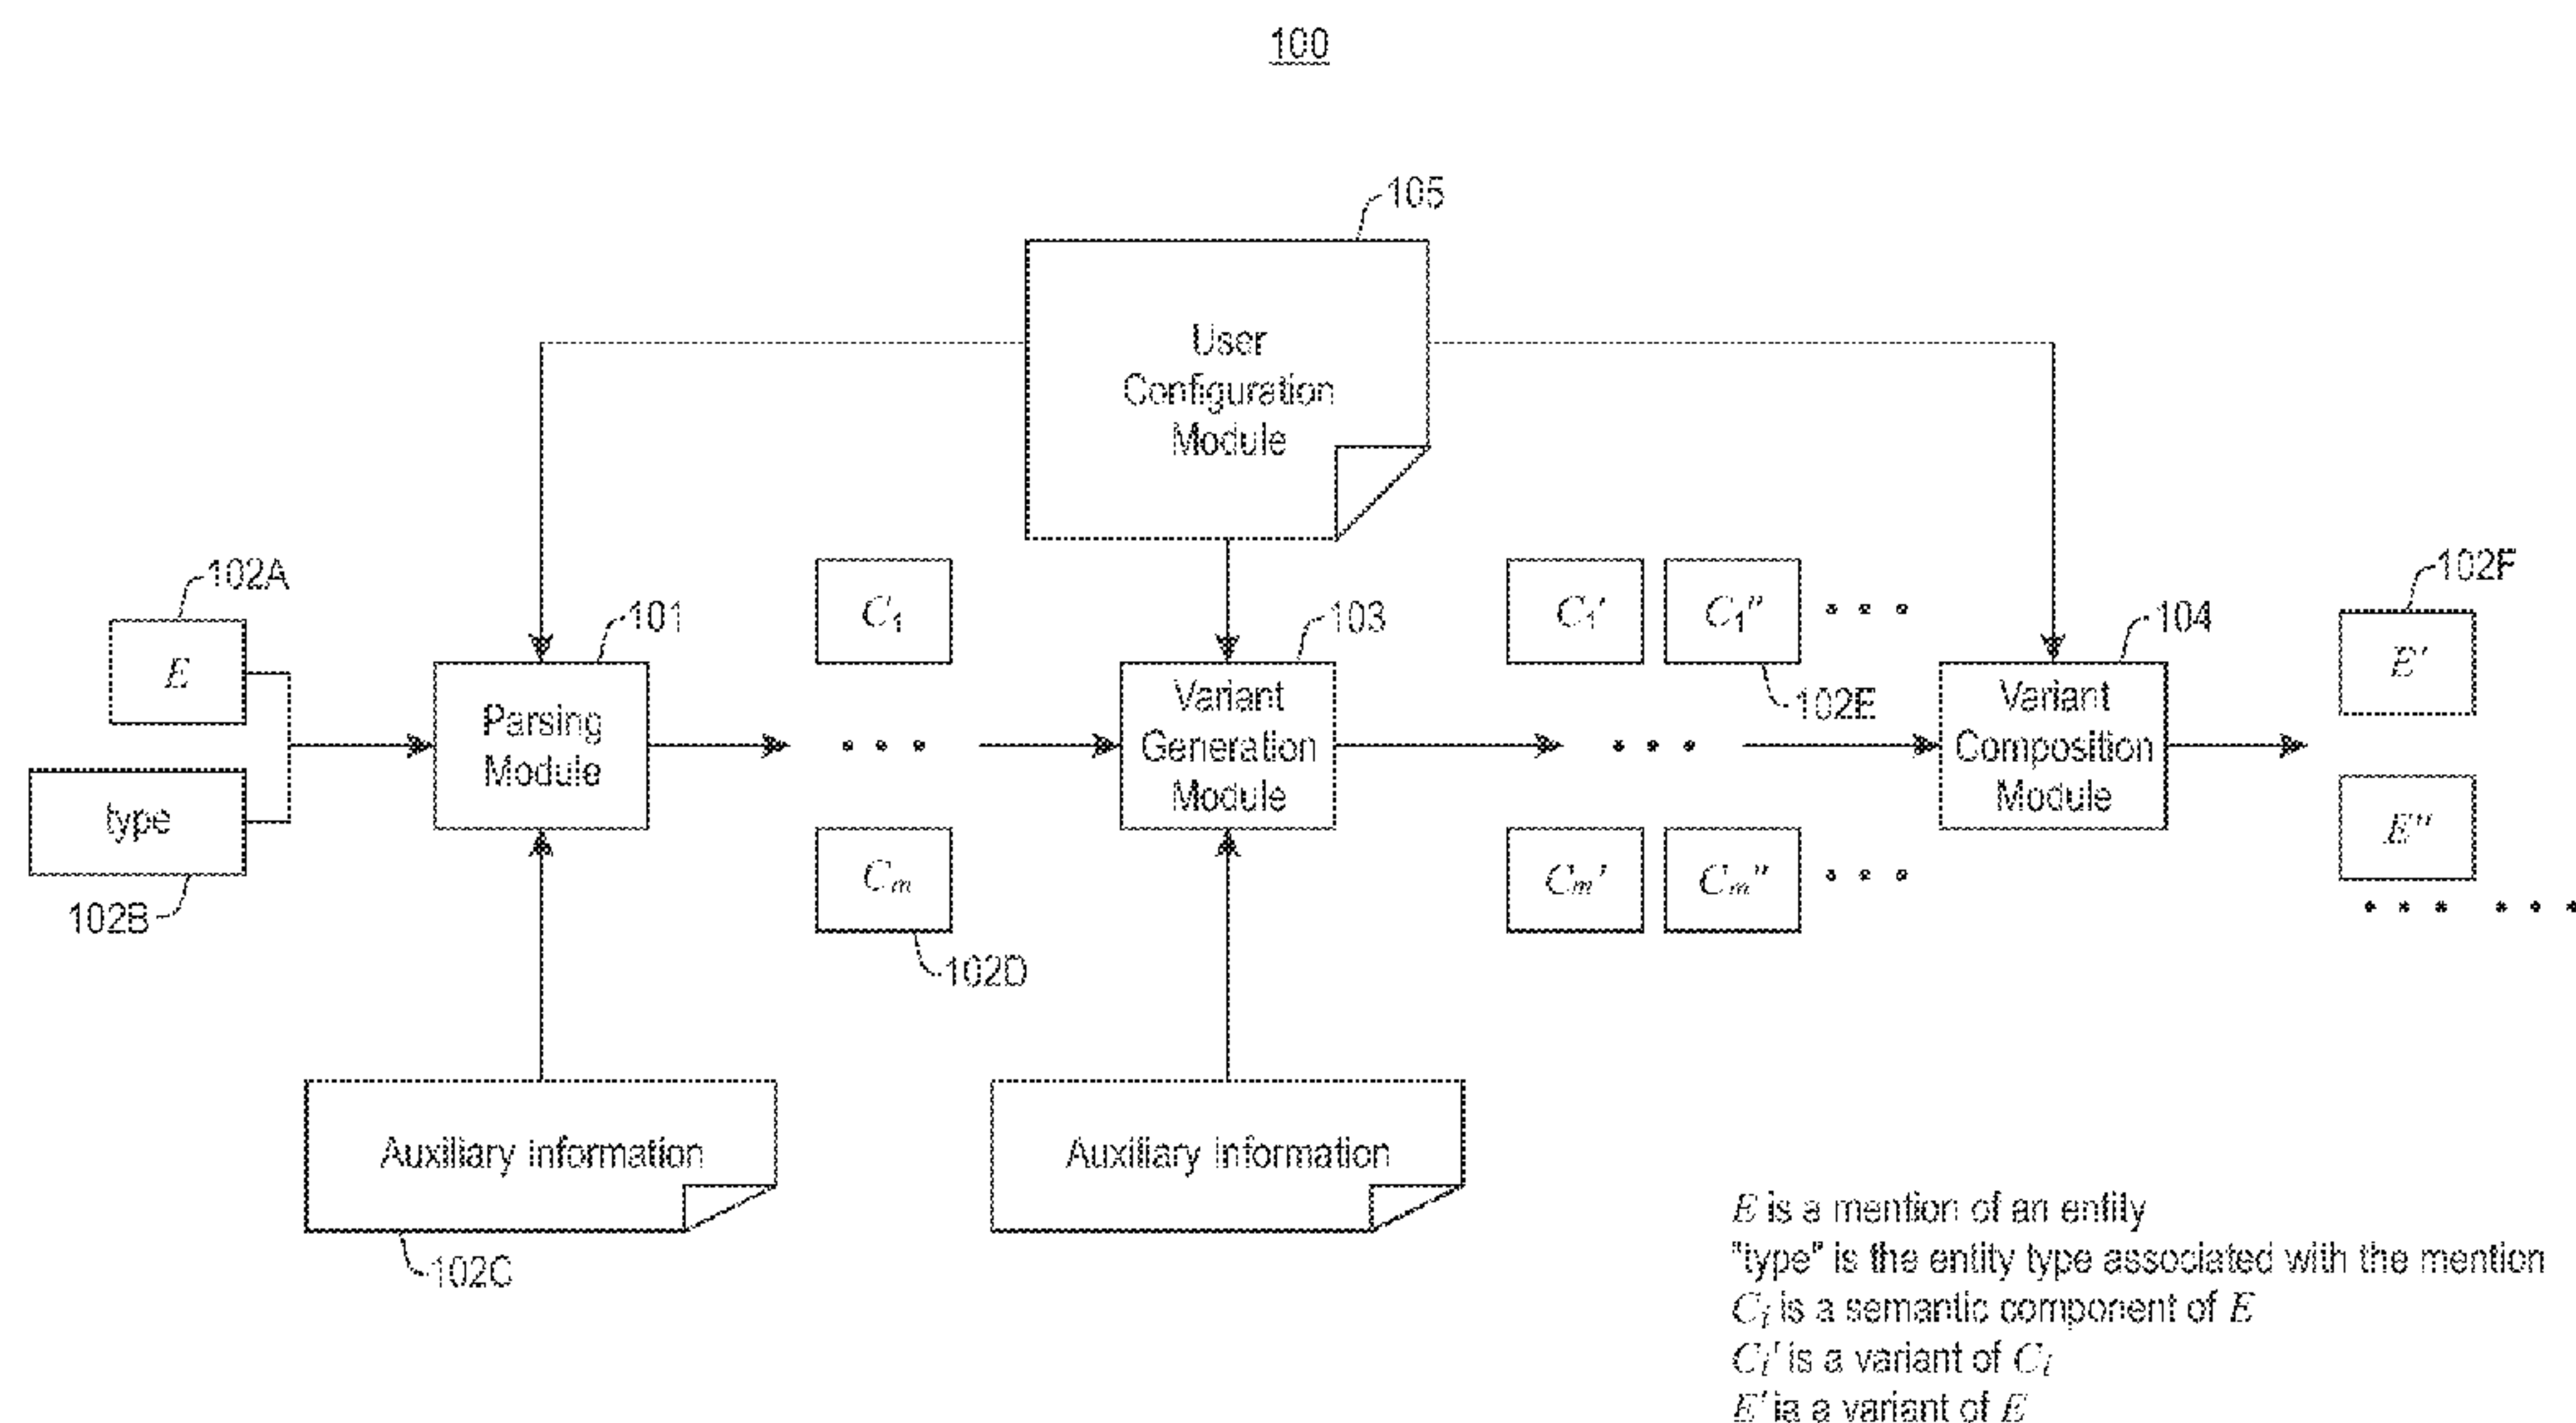 100
105
User
Configuration
Module
102A
E
101
Parsing
Module
type
102B
C₁
Cₘ
102D
103
Variant
Generation
Module
C₁' C₁" • • •
102E
• • •
Cₘ' Cₘ" • • •
104
Variant
Composition
Module
102F
E'
E"
Auxiliary information
102C
Auxiliary information
E is a mention of an entity
"type" is the entity type associated with the mention
Cᵢ is a semantic component of E
Cᵢ' is a variant of Cᵢ
E' ia a variant of E